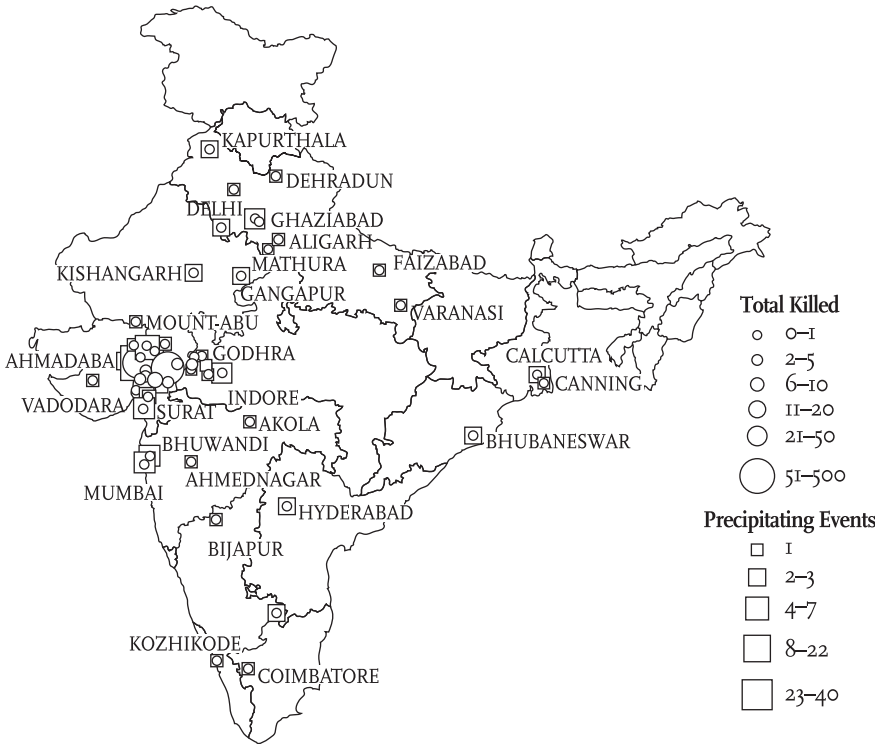 KAPURTHALA
DEHRADUN
DELHI
GHAZIABAD
ALIGARH
MATHURA
FAIZABAD
KISHANGARH
GANGAPUR
VARANASI
MOUNT ABU
AHMADABA
GODHRA
CALCUTTA
CANNING
VADODARA
INDORE
SURAT
AKOLA
BHUWANDI
BHUBANESWAR
AHMEDNAGAR
MUMBAI
HYDERABAD
BIJAPUR
KOZHIKODE
COIMBATORE
Total Killed
0–1
2–5
6–10
11–20
21–50
51–500
Precipitating Events
1
2–3
4–7
8–22
23–40